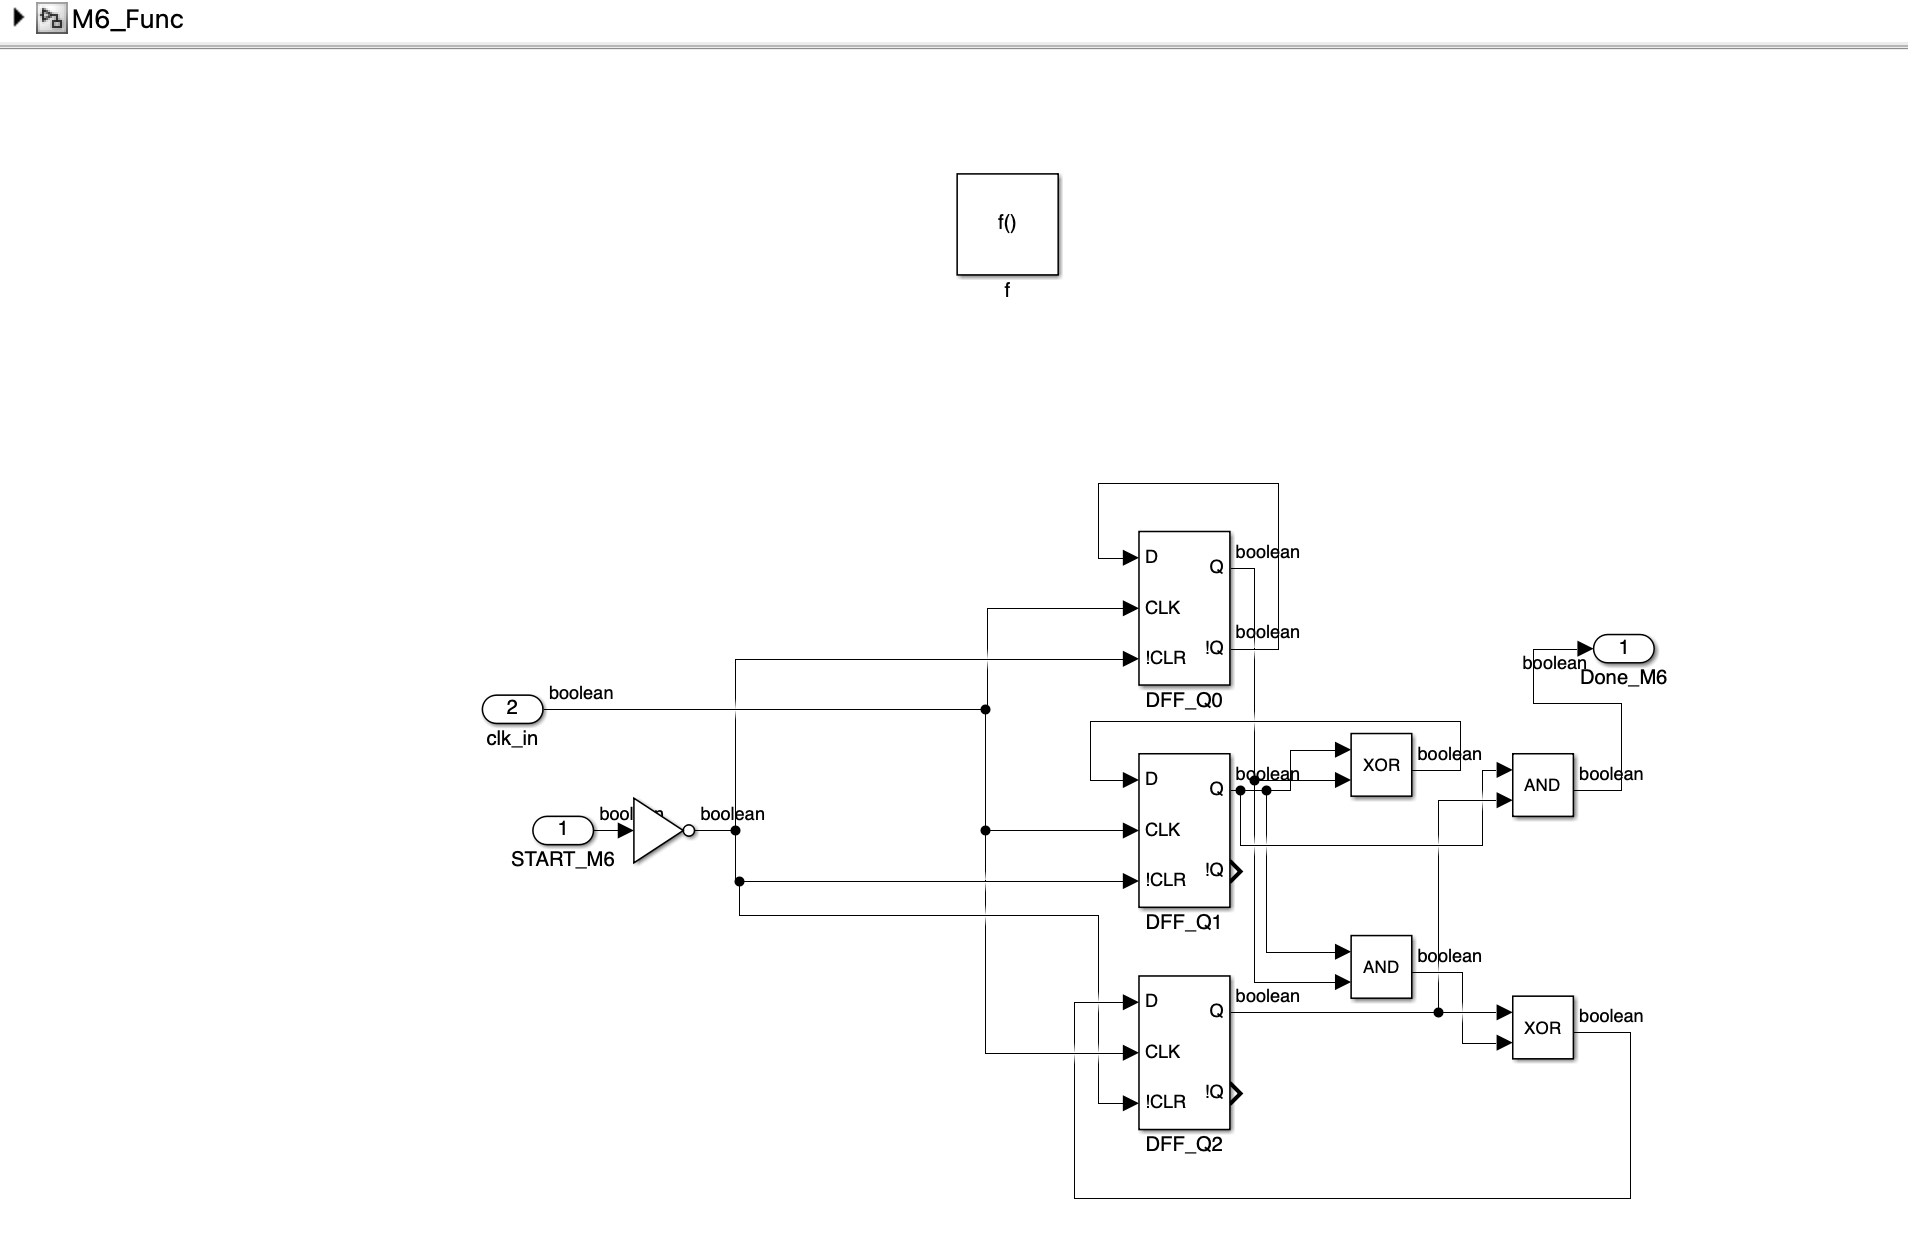 M6_Func
f()
f
boolean
D
Q
CLK
boolean
!Q
!CLR
DFF_Q0
boolean
2
clk_in
1
boolean
Done_M6
boolean
D
Q
XOR
boolean
AND
boolean
boolean
boolean
1
START_M6
CLK
!Q
!CLR
DFF_Q1
AND
boolean
boolean
D
Q
XOR
boolean
CLK
!Q
!CLR
DFF_Q2